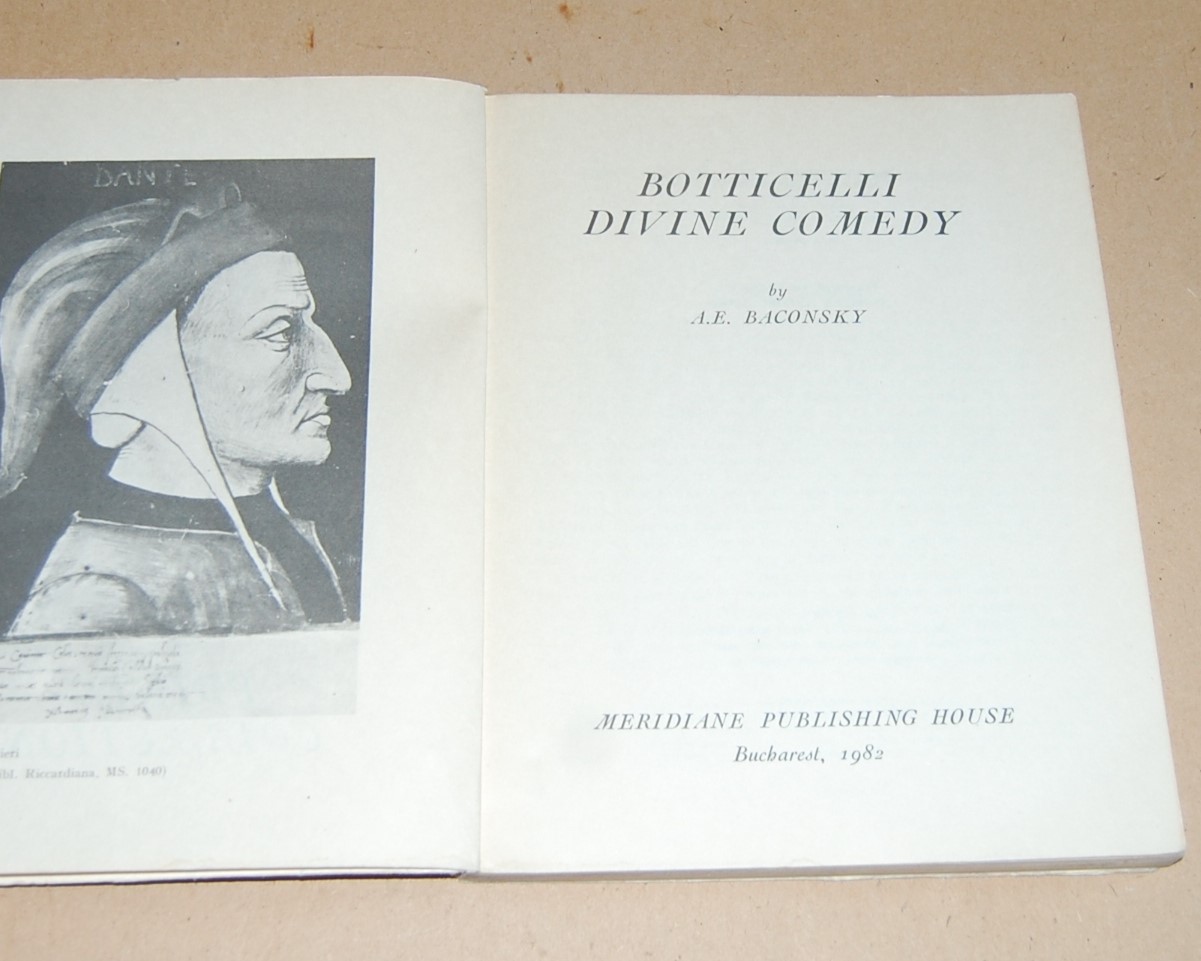 DANTE
ieri
ibl. Riccardiana, MS. 1040)
BOTTICELLI
DIVINE COMEDY
by
A.E. BACONSKY
MERIDIANE PUBLISHING HOUSE
Bucharest, 1982